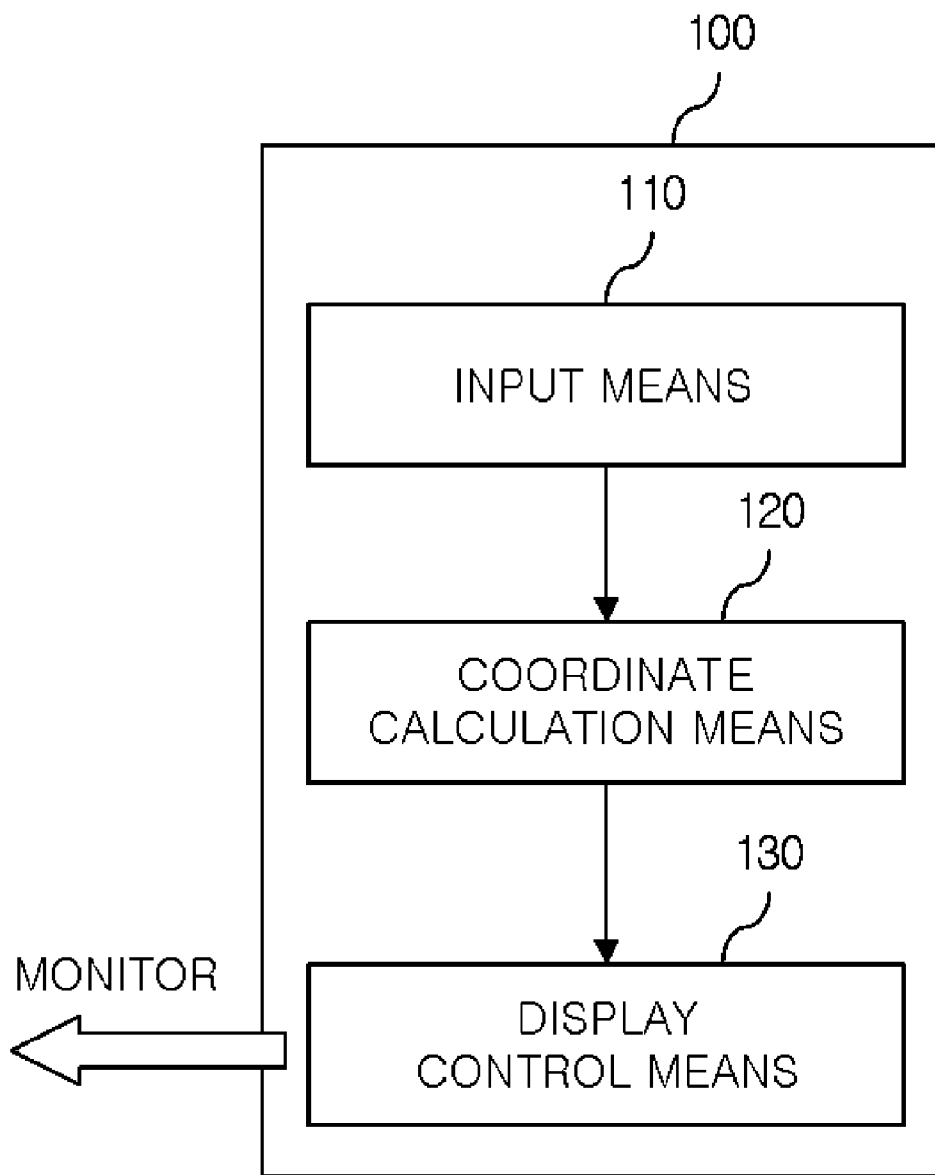 100
110
INPUT MEANS
120
COORDINATE
CALCULATION MEANS
130
MONITOR
DISPLAY
CONTROL MEANS